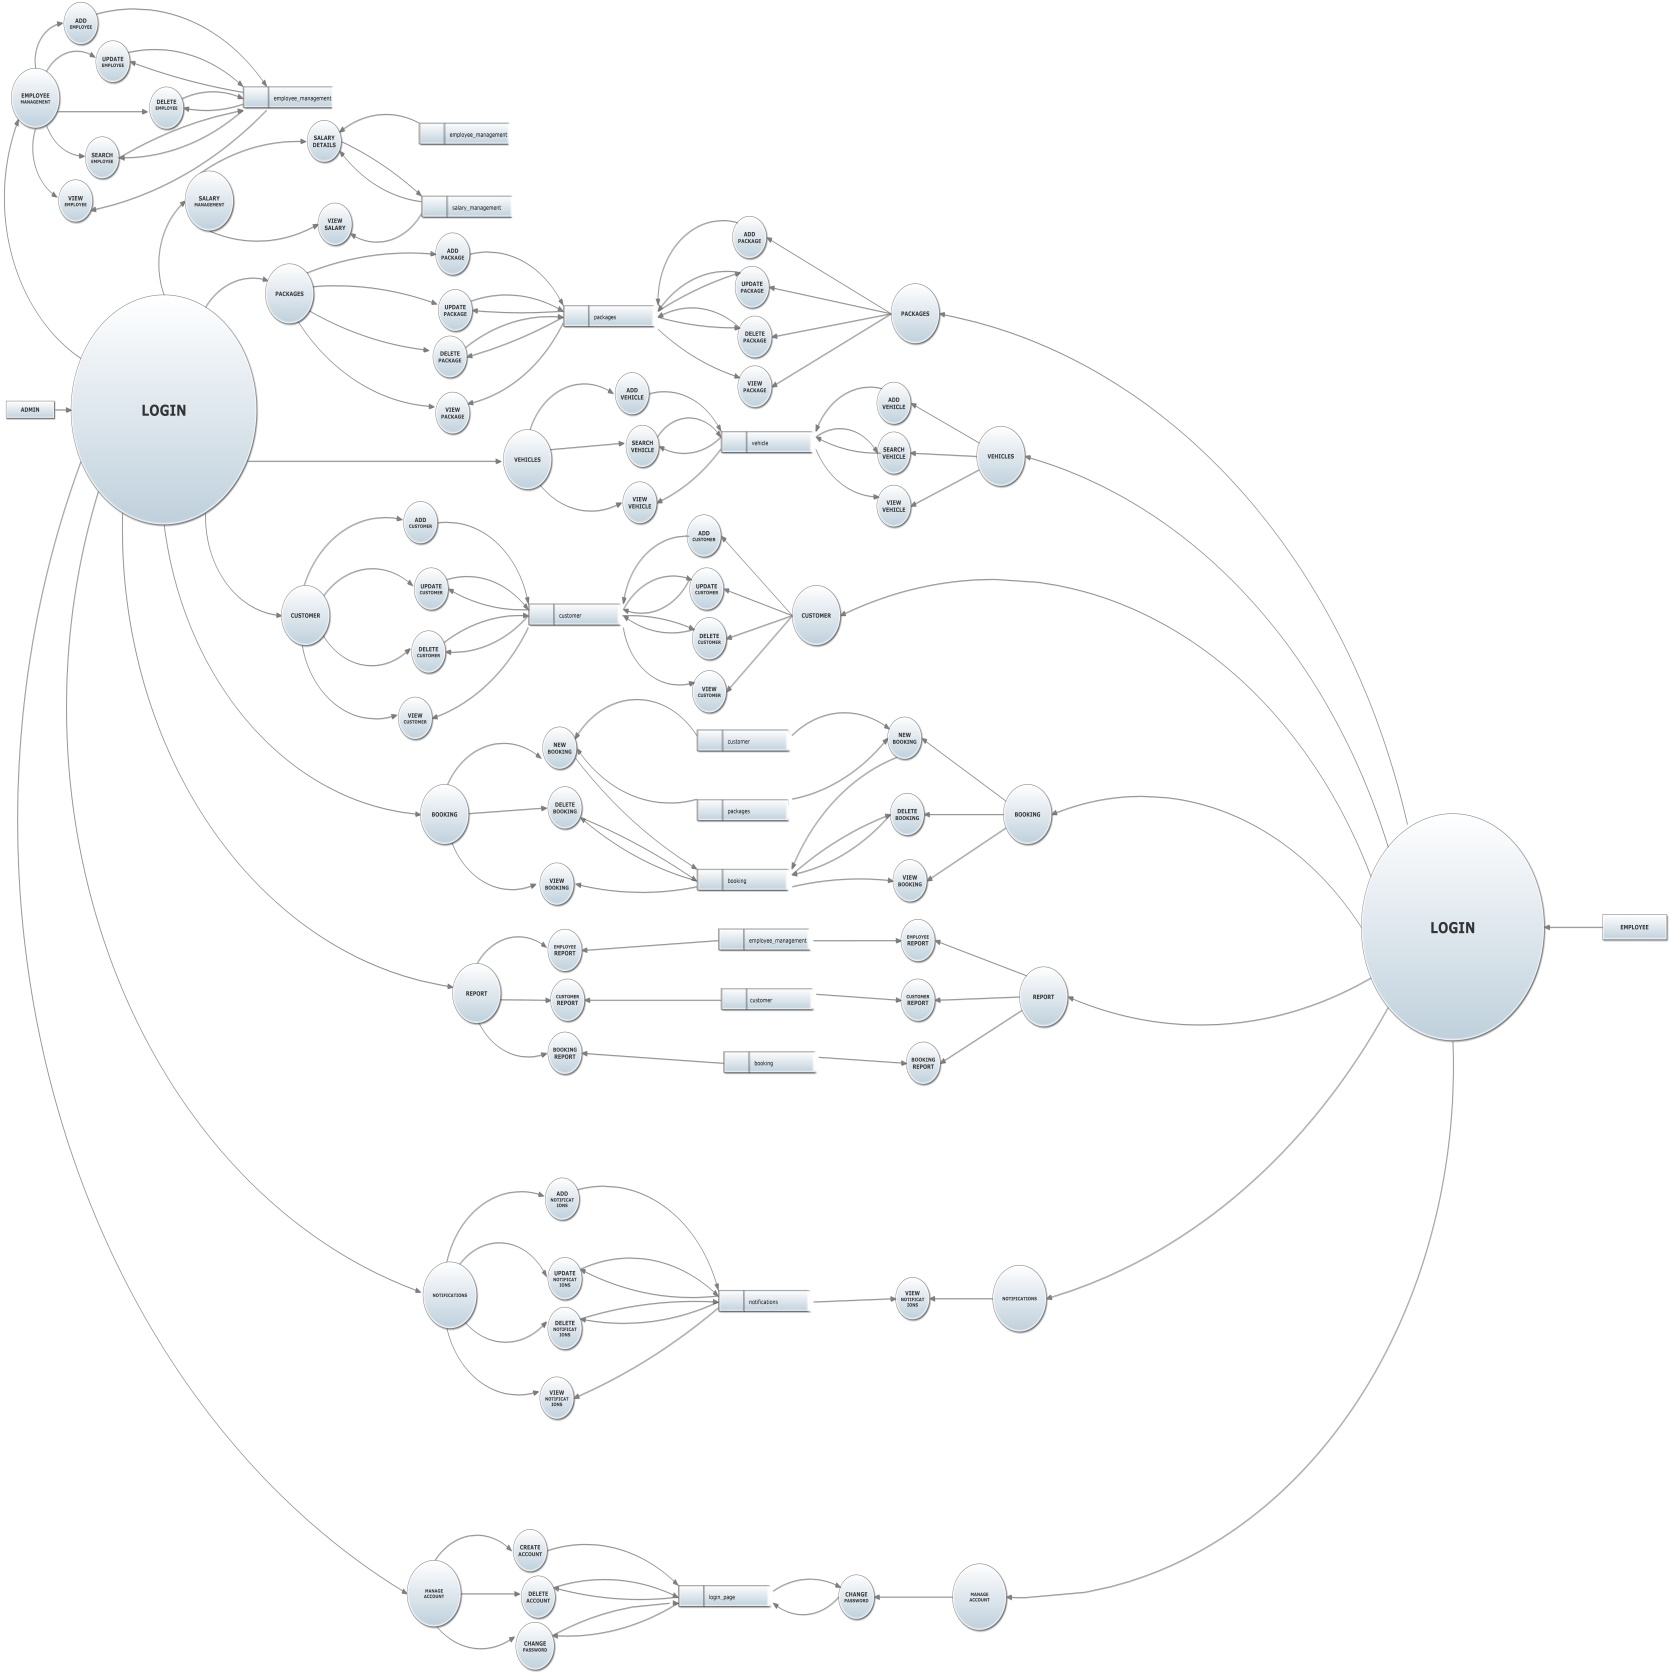 ADD
EMPLOYEE
UPDATE
EMPLOYEE
EMPLOYEE
MANAGEMENT
DELETE
EMPLOYEE
employee_management
SEARCH
EMPLOYEE
VIEW
EMPLOYEE
SALARY
DETAILS
employee_management
SALARY
MANAGEMENT
salary_management
VIEW
SALARY
ADD
PACKAGE
PACKAGES
UPDATE
PACKAGE
DELETE
PACKAGE
VIEW
PACKAGE
packages
ADD
PACKAGE
UPDATE
PACKAGE
DELETE
PACKAGE
VIEW
PACKAGE
PACKAGES
ADMIN
LOGIN
VEHICLES
ADD
VEHICLE
SEARCH
VEHICLE
VIEW
VEHICLE
vehicle
ADD
VEHICLE
SEARCH
VEHICLE
VIEW
VEHICLE
VEHICLES
CUSTOMER
ADD
CUSTOMER
UPDATE
CUSTOMER
DELETE
CUSTOMER
VIEW
CUSTOMER
customer
ADD
CUSTOMER
UPDATE
CUSTOMER
DELETE
CUSTOMER
VIEW
CUSTOMER
CUSTOMER
BOOKING
NEW
BOOKING
DELETE
BOOKING
VIEW
BOOKING
customer
packages
booking
NEW
BOOKING
DELETE
BOOKING
VIEW
BOOKING
BOOKING
LOGIN
EMPLOYEE
REPORT
EMPLOYEE
REPORT
CUSTOMER
REPORT
BOOKING
REPORT
employee_management
customer
booking
EMPLOYEE
REPORT
CUSTOMER
REPORT
BOOKING
REPORT
REPORT
NOTIFICATIONS
ADD
NOTIFICAT
IONS
UPDATE
NOTIFICAT
IONS
DELETE
NOTIFICAT
IONS
VIEW
NOTIFICAT
IONS
notifications
VIEW
NOTIFICAT
IONS
NOTIFICATIONS
MANAGE
ACCOUNT
CREATE
ACCOUNT
DELETE
ACCOUNT
CHANGE
PASSWORD
login_page
CHANGE
PASSWORD
MANAGE
ACCOUNT